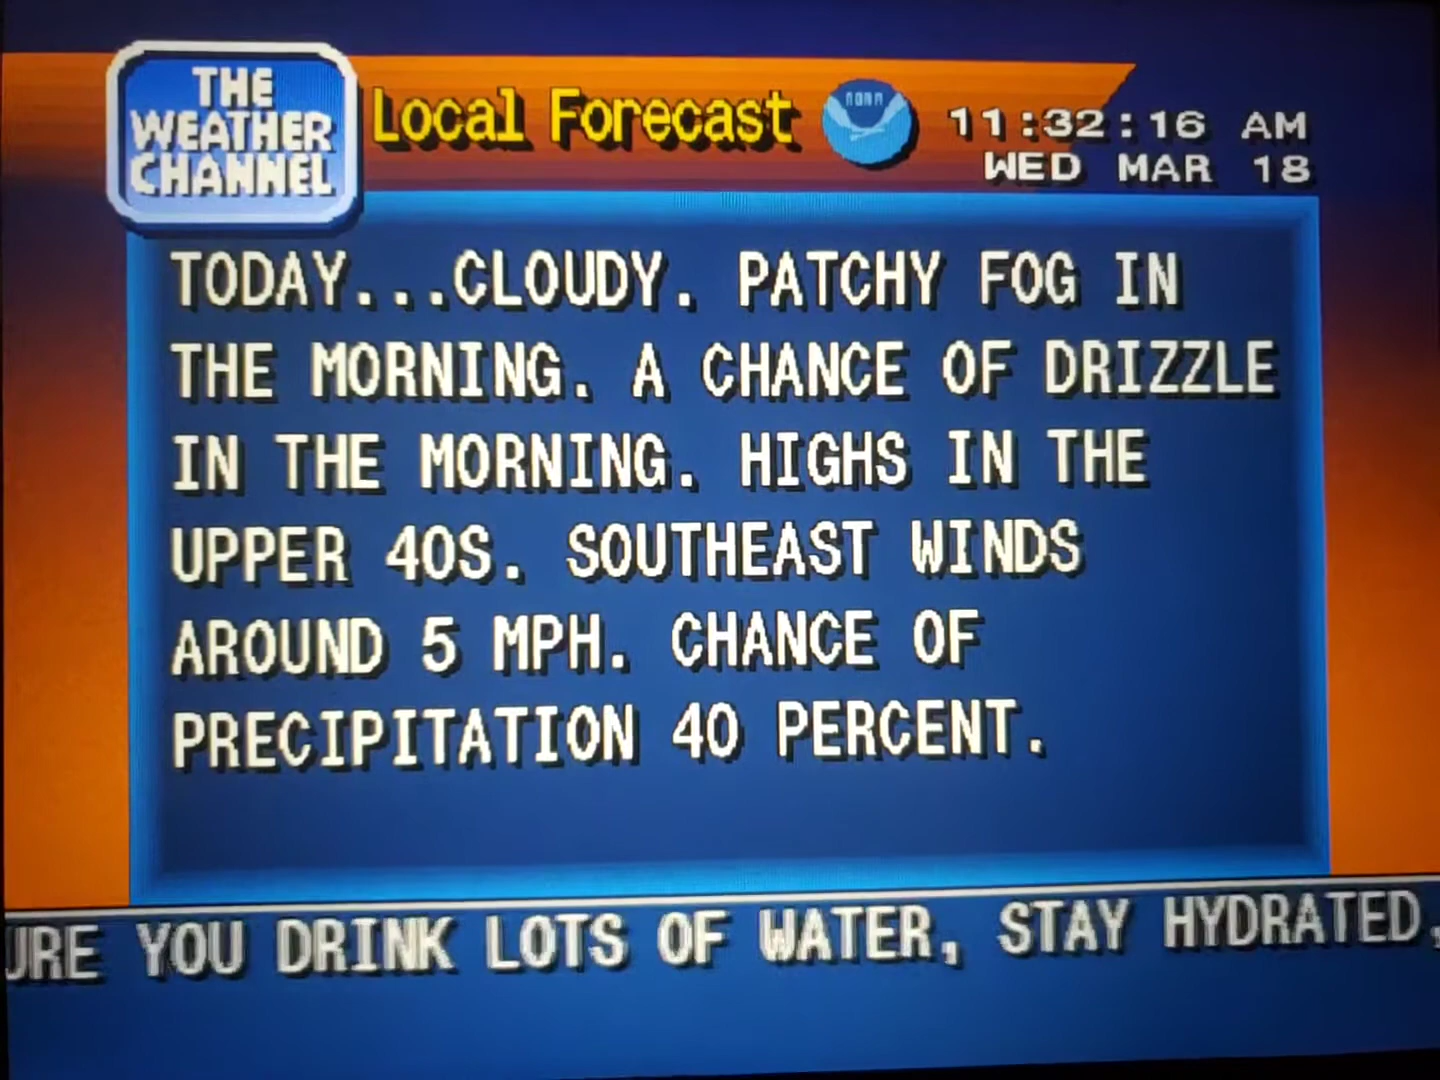 THE
WEATHER
CHANNEL
Local Forecast
NOAA
11:32:16 AM
WED MAR 18
TODAY...CLOUDY. PATCHY FOG IN
THE MORNING. A CHANCE OF DRIZZLE
IN THE MORNING. HIGHS IN THE
UPPER 40S. SOUTHEAST WINDS
AROUND 5 MPH. CHANCE OF
PRECIPITATION 40 PERCENT.
URE YOU DRINK LOTS OF WATER, STAY HYDRATED,